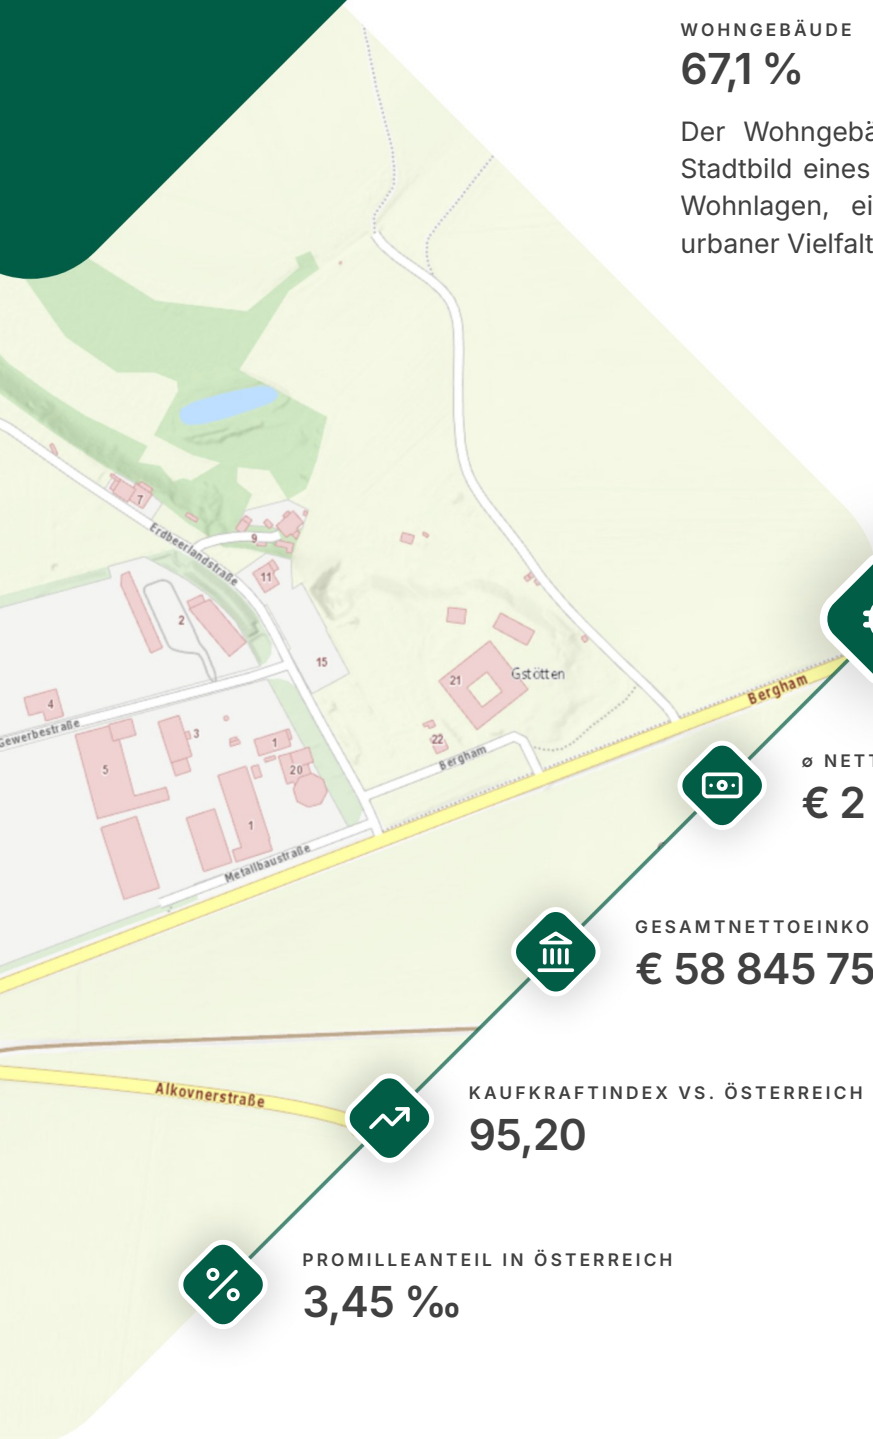 WOHNGEBÄUDE
67,1 %
Der Wohngebä
Stadtbild eines
Wohnlagen, ei
urbaner Vielfalt
7
Erdbeerlandstraße
9
11
2
15
21
Gstötten
4
Gewerbestraße
3
22
Bergham
Bergham
5
1
20
1
Metallbaustraße
ø NETT
€ 2
GESAMTNETTOEINKO
€ 58 845 75
Alkovnerstraße
KAUFKRAFTINDEX VS. ÖSTERREICH
95,20
PROMILLEANTEIL IN ÖSTERREICH
3,45 ‰